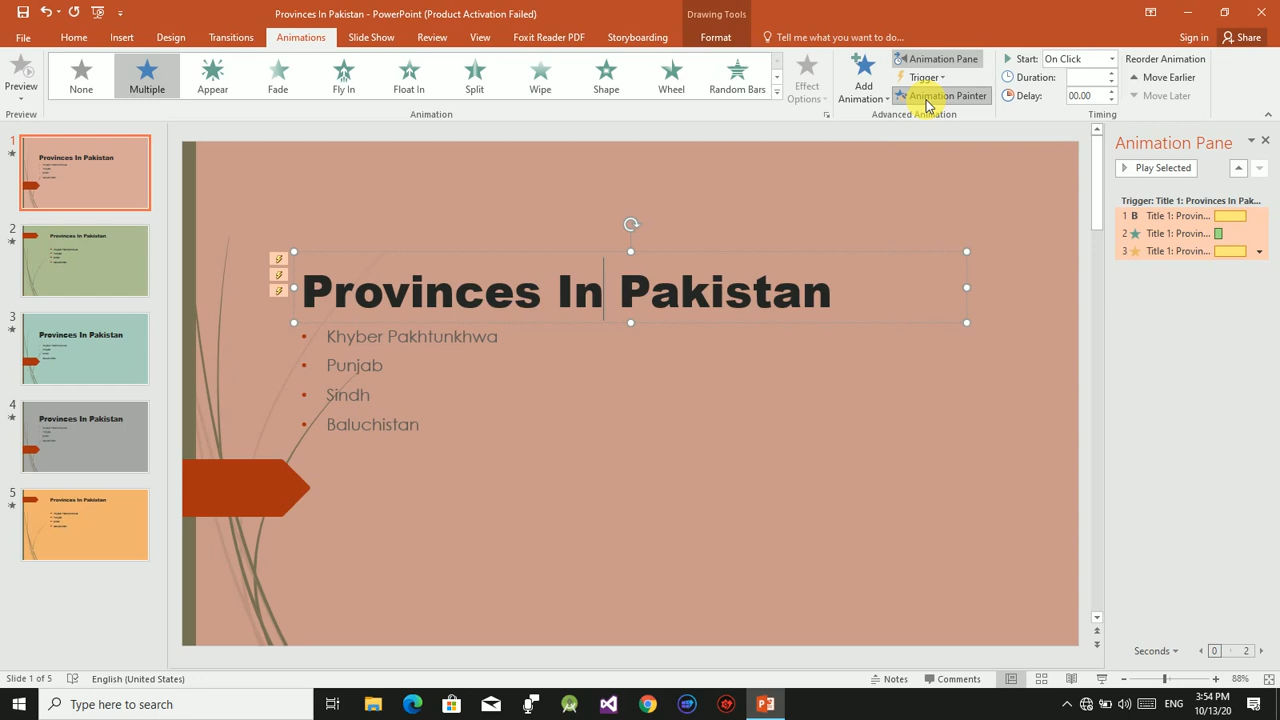 Provinces In Pakistan - PowerPoint (Product Activation Failed)
Drawing Tools
File Home Insert Design Transitions Animations Slide Show Review View Foxit Reader PDF Storyboarding Format Tell me what you want to do... Sign in Share
Preview
None Multiple Appear Fade Fly In Float In Split Wipe Shape Wheel Random Bars
Effect Options
Add Animation
Animation Pane
Trigger
Animation Painter
Start: On Click
Duration:
Delay: 00.00
Reorder Animation
Move Earlier
Move Later
Animation Advanced Animation Timing
1
Provinces In Pakistan
2
Provinces In Pakistan
3
Provinces In Pakistan
4
Provinces In Pakistan
5
Provinces In Pakistan
Provinces In Pakistan
• Khyber Pakhtunkhwa
• Punjab
• Sindh
• Baluchistan
Animation Pane
Play Selected
Trigger: Title 1: Provinces In Pak...
1 B Title 1: Provin...
2 Title 1: Provin...
3 Title 1: Provin...
Seconds 0 2
Slide 1 of 5 English (United States) Notes Comments 88%
Type here to search
ENG
3:54 PM
10/13/20